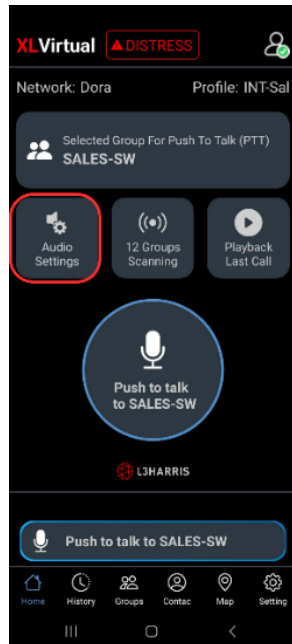 XLVirtual DISTRESS
Network: Dora Profile: INT-Sal
Selected Group For Push To Talk (PTT)
SALES-SW
Audio
Settings
12 Groups
Scanning
Playback
Last Call
Push to talk
to SALES-SW
L3HARRIS
Push to talk to SALES-SW
Home History Groups Contac Map Setting